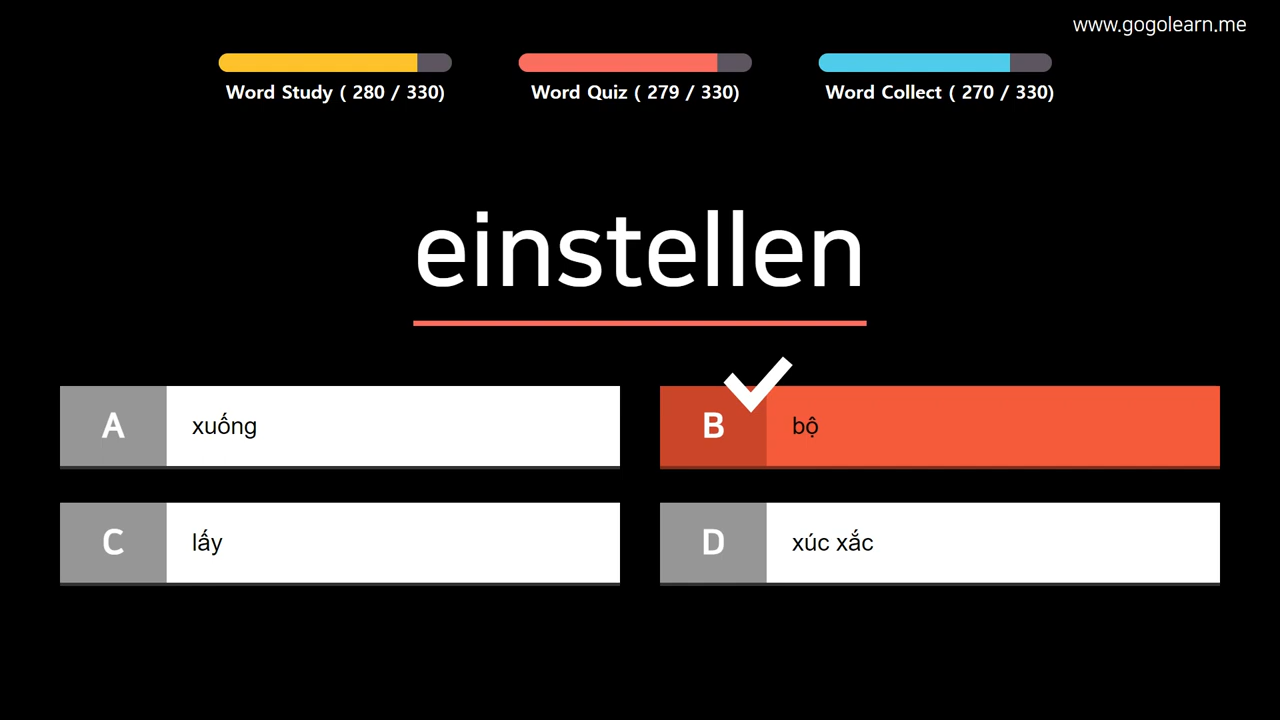 www.gogolearn.me
Word Study ( 280 / 330)
Word Quiz ( 279 / 330)
Word Collect ( 270 / 330)
einstellen
A xuống
B bộ
C lấy
D xúc xắc